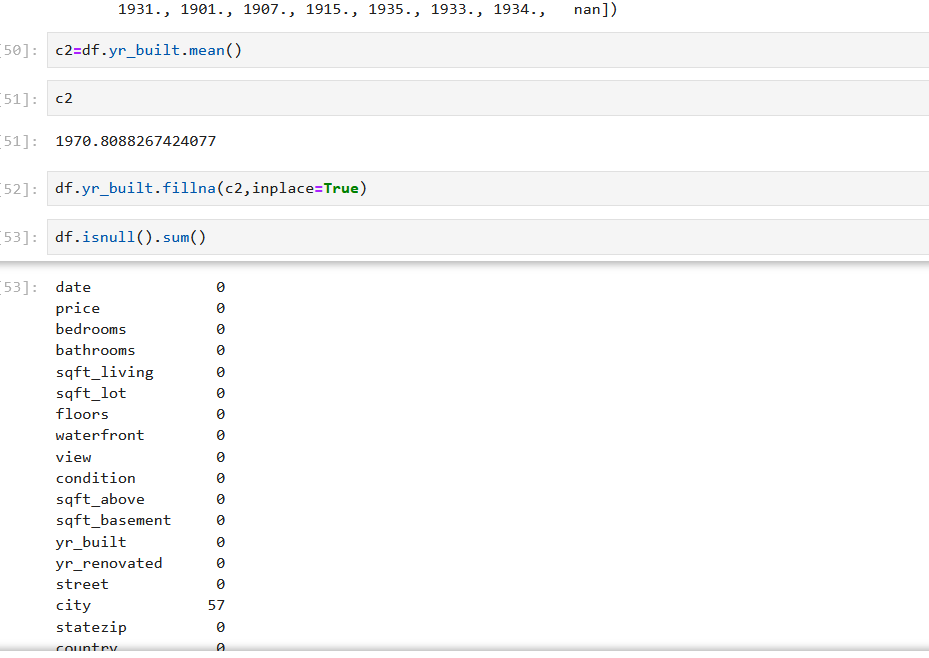 1931., 1901., 1907., 1915., 1935., 1933., 1934., nan])
[50]: c2=df.yr_built.mean()
[51]: c2
[51]: 1970.8088267424077
[52]: df.yr_built.fillna(c2,inplace=True)
[53]: df.isnull().sum()
[53]: date 0
price 0
bedrooms 0
bathrooms 0
sqft_living 0
sqft_lot 0
floors 0
waterfront 0
view 0
condition 0
sqft_above 0
sqft_basement 0
yr_built 0
yr_renovated 0
street 0
city 57
statezip 0
country 0